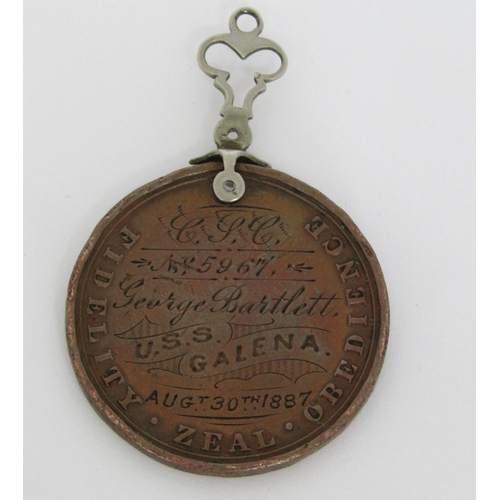 C.S.C.
No. 5967.
George Bartlett.
U.S.S.
GALENA.
AUGT. 30TH 1887
FIDELITY · ZEAL · OBEDIENCE